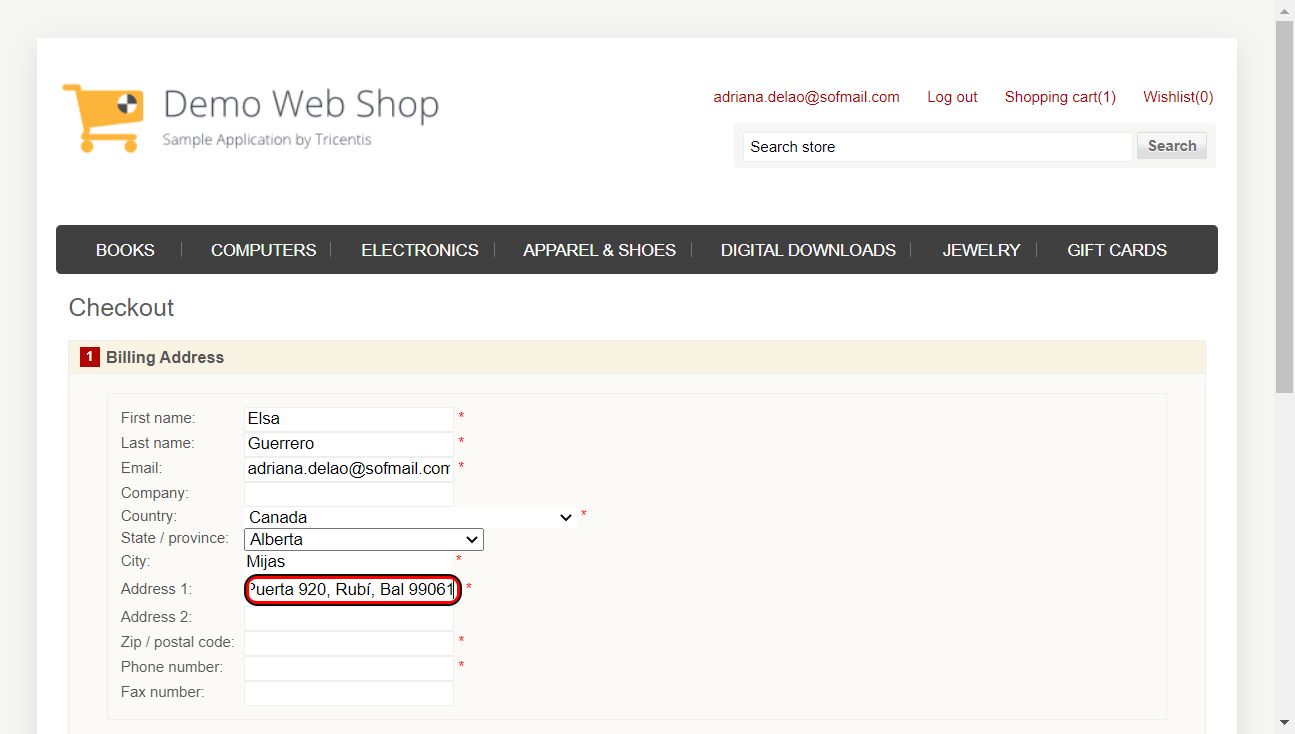 Demo Web Shop
Sample Application by Tricentis
adriana.delao@sofmail.com Log out Shopping cart(1) Wishlist(0)
Search store Search
BOOKS COMPUTERS ELECTRONICS APPAREL & SHOES DIGITAL DOWNLOADS JEWELRY GIFT CARDS
Checkout
1 Billing Address
First name: Elsa *
Last name: Guerrero *
Email: adriana.delao@sofmail.com *
Company:
Country: Canada *
State / province: Alberta
City: Mijas *
Address 1: Puerta 920, Rubí, Bal 99061 *
Address 2:
Zip / postal code: *
Phone number: *
Fax number: